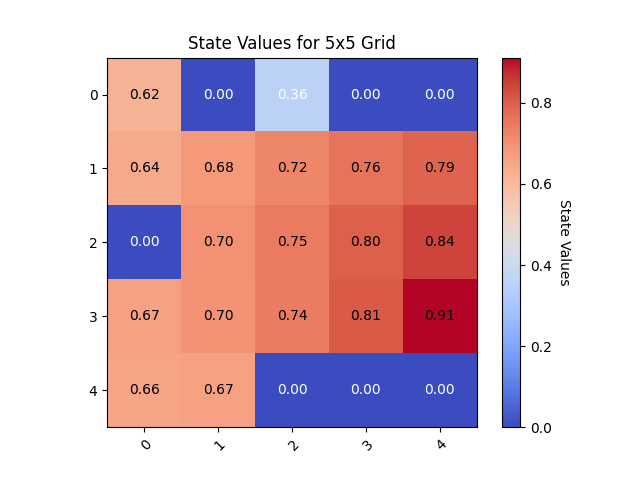 State Values for 5x5 Grid
0 0.62 0.00 0.36 0.00 0.00
1 0.64 0.68 0.72 0.76 0.79
2 0.00 0.70 0.75 0.80 0.84
3 0.67 0.70 0.74 0.81 0.91
4 0.66 0.67 0.00 0.00 0.00
0 1 2 3 4
0.8
0.6
0.4
0.2
0.0
State Values